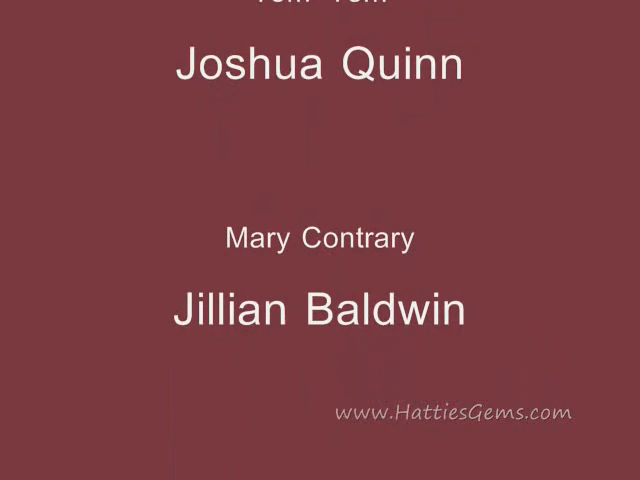 Joshua Quinn
Mary Contrary
Jillian Baldwin
www.HattiesGems.com